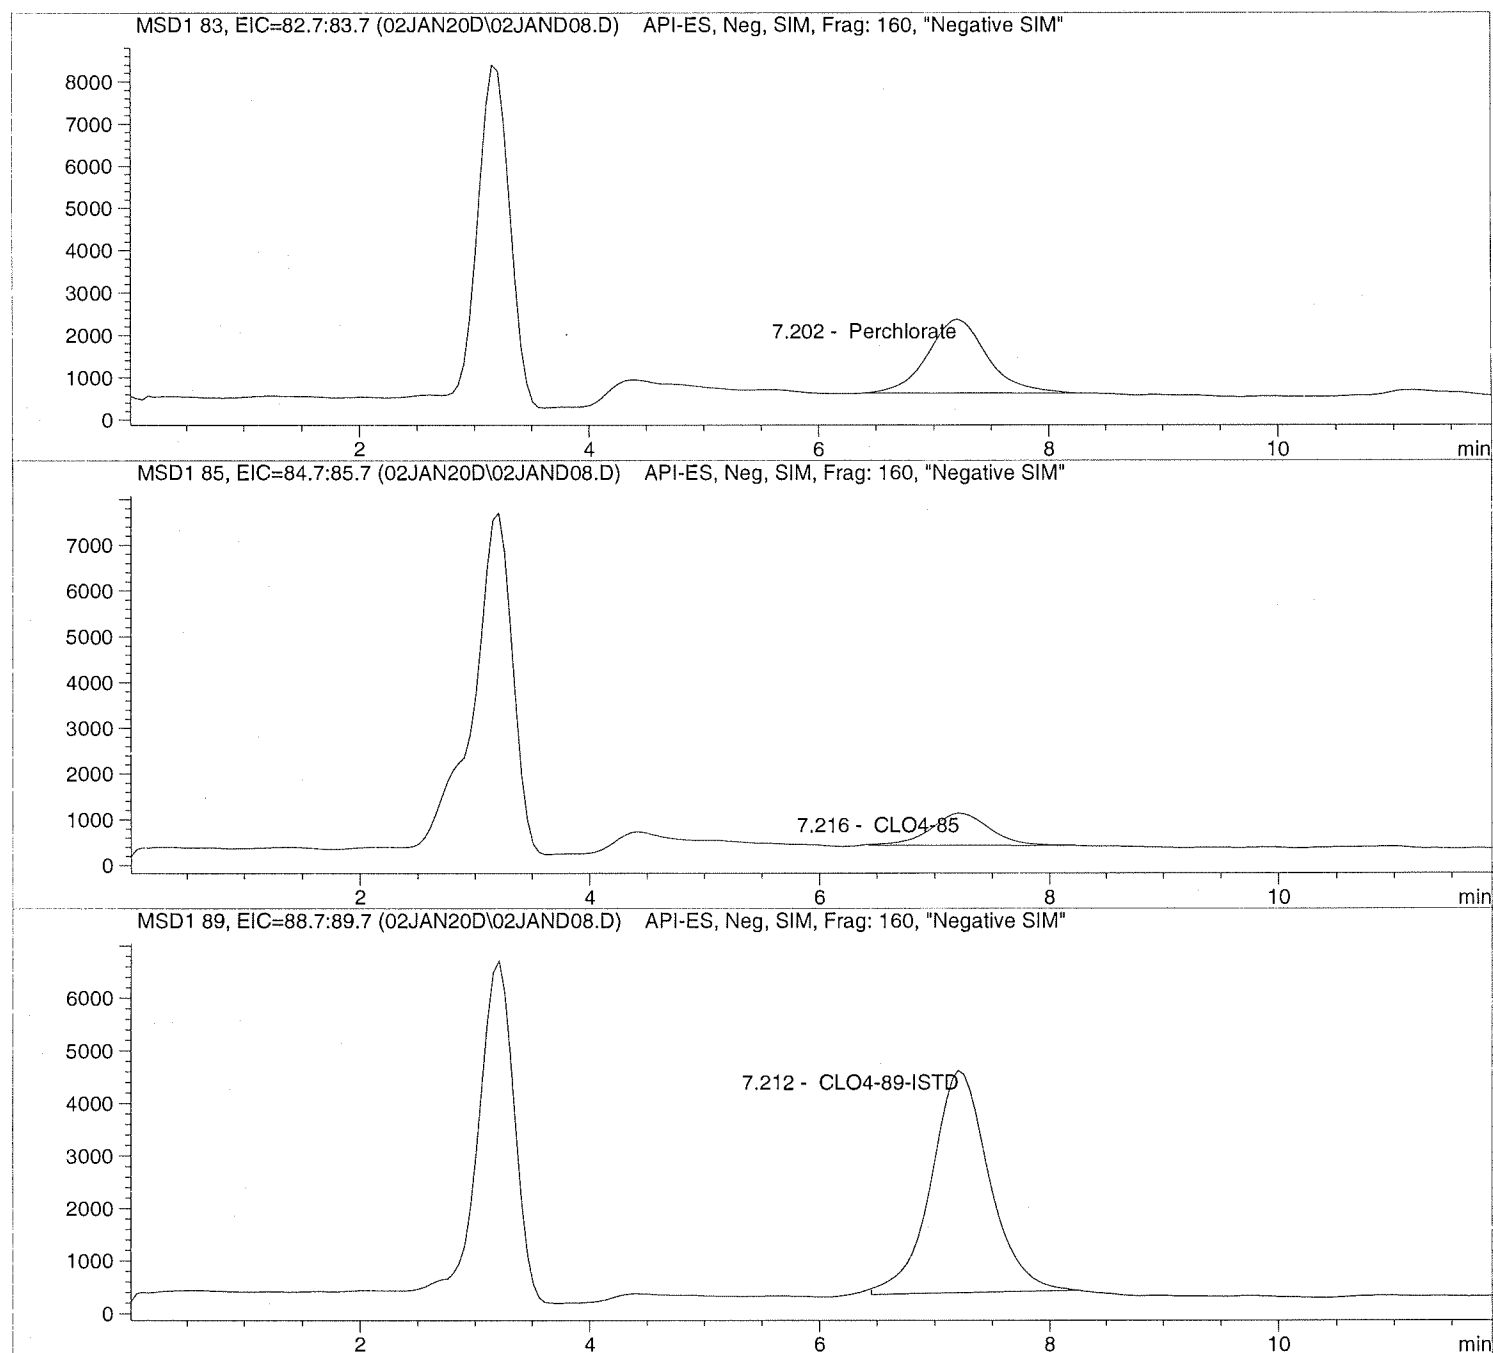 MSD1 83, EIC=82.7:83.7 (02JAN20D\02JAND08.D) API-ES, Neg, SIM, Frag: 160, "Negative SIM"
8000
7000
6000
5000
4000
3000
2000
1000
0
7.202 - Perchlorate
2 4 6 8 10 min
MSD1 85, EIC=84.7:85.7 (02JAN20D\02JAND08.D) API-ES, Neg, SIM, Frag: 160, "Negative SIM"
7000
6000
5000
4000
3000
2000
1000
0
7.216 - CLO4-85
2 4 6 8 10 min
MSD1 89, EIC=88.7:89.7 (02JAN20D\02JAND08.D) API-ES, Neg, SIM, Frag: 160, "Negative SIM"
6000
5000
4000
3000
2000
1000
0
7.212 - CLO4-89-ISTD
2 4 6 8 10 min